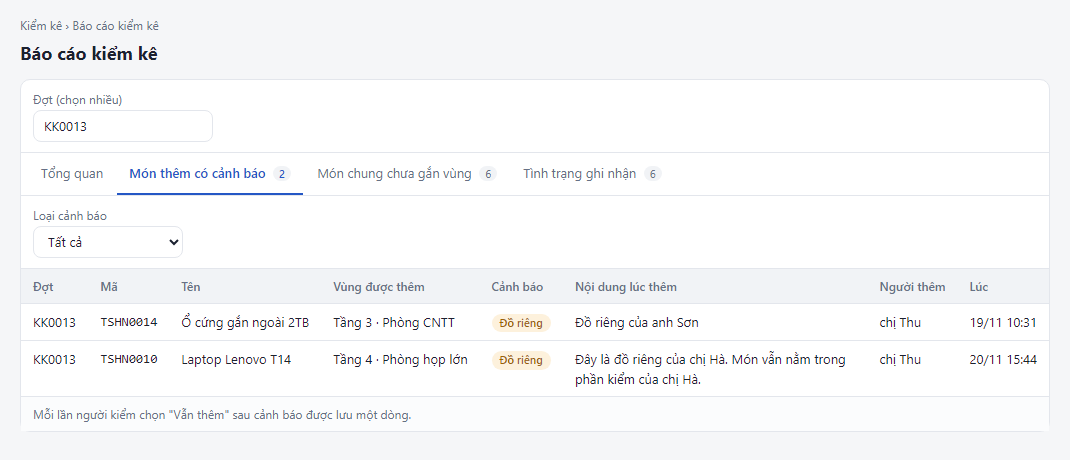 Kiểm kê › Báo cáo kiểm kê
Báo cáo kiểm kê
Đợt (chọn nhiều)
KK0013
Tổng quan Món thêm có cảnh báo 2 Món chung chưa gắn vùng 6 Tình trạng ghi nhận 6
Loại cảnh báo
Tất cả
Đợt Mã Tên Vùng được thêm Cảnh báo Nội dung lúc thêm Người thêm Lúc
KK0013 TSHN0014 Ổ cứng gắn ngoài 2TB Tầng 3 · Phòng CNTT Đồ riêng Đồ riêng của anh Sơn chị Thu 19/11 10:31
KK0013 TSHN0010 Laptop Lenovo T14 Tầng 4 · Phòng họp lớn Đồ riêng Đây là đồ riêng của chị Hà. Món vẫn nằm trong chị Thu 20/11 15:44
phần kiểm của chị Hà.
Mỗi lần người kiểm chọn "Vẫn thêm" sau cảnh báo được lưu một dòng.